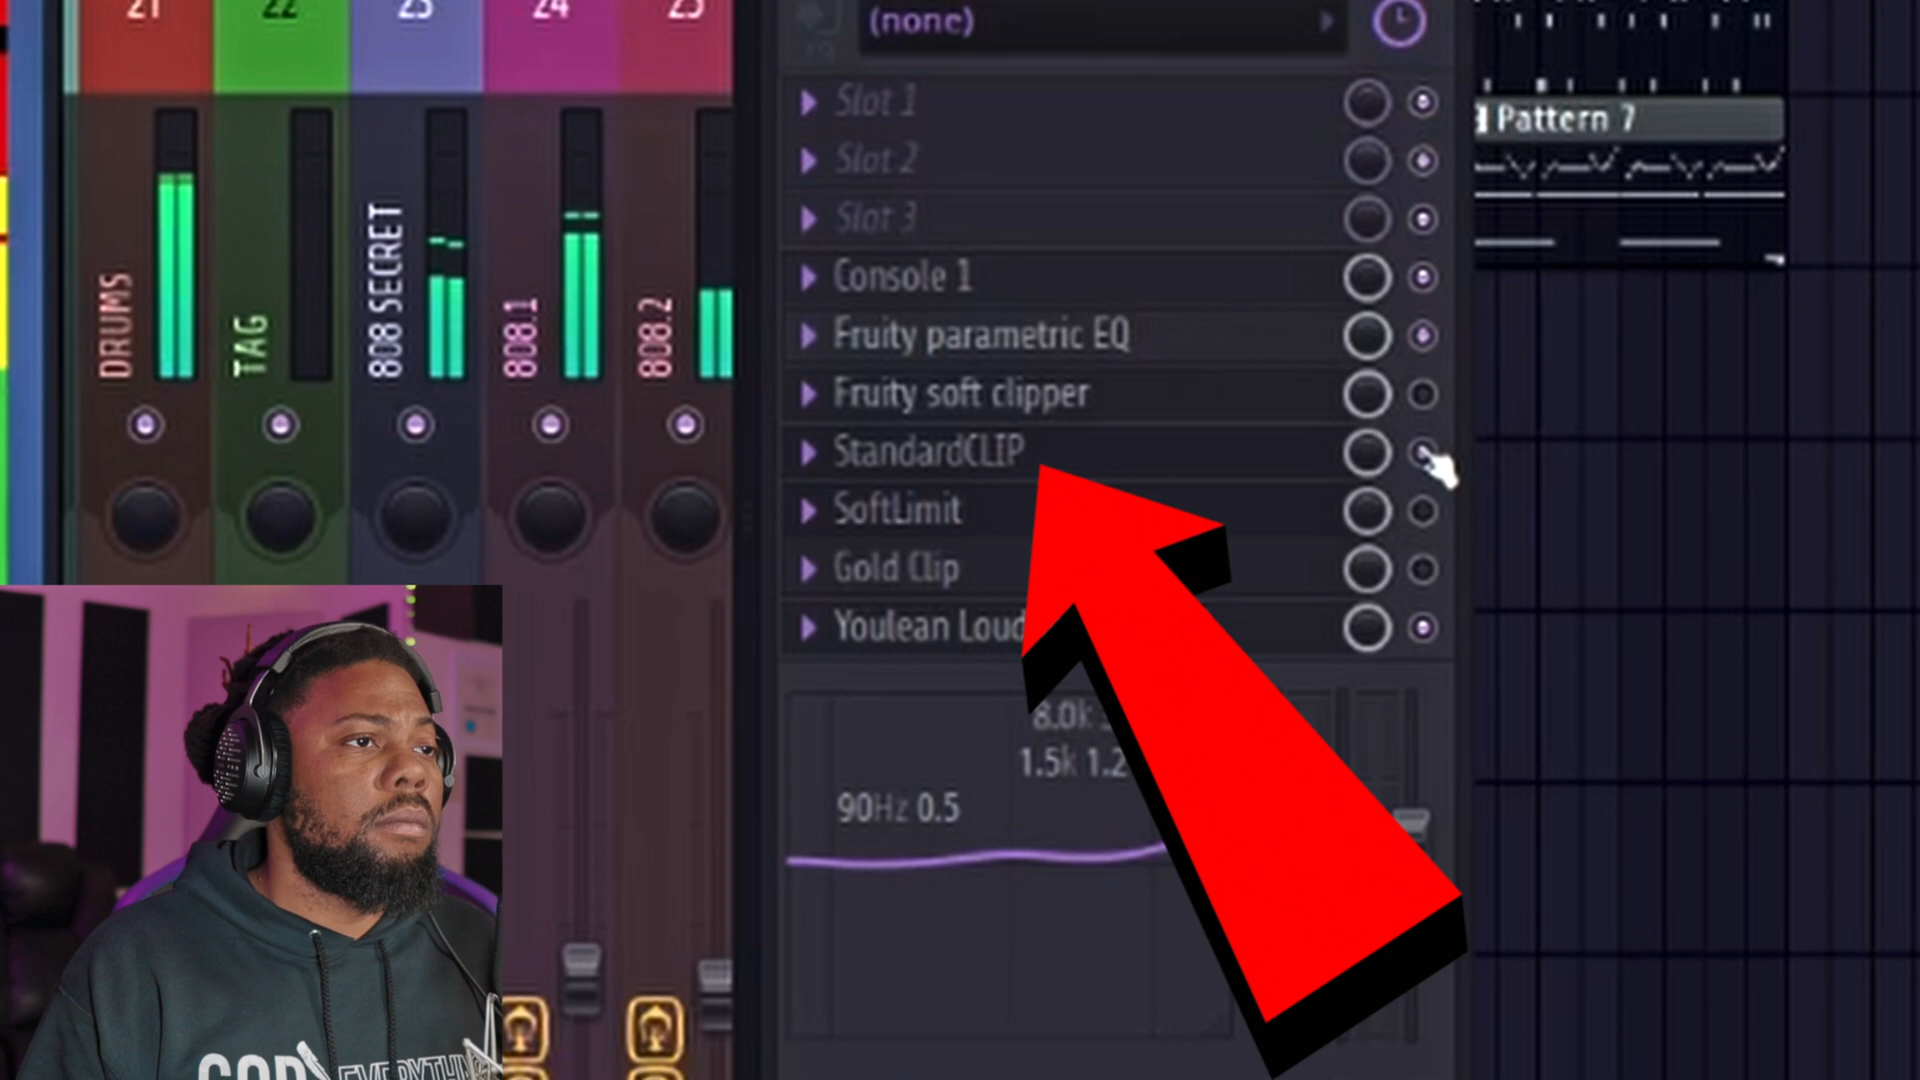 21
22
23
24
25
DRUMS
TAG
808 SECRET
808.1
808.2
(none)
Slot 1
Slot 2
Slot 3
Console 1
Fruity parametric EQ
Fruity soft clipper
StandardCLIP
SoftLimit
Gold Clip
Youlean Loud
8.0k
1.5k 1.2
90Hz 0.5
Pattern 7
GOD
EVERYTHING